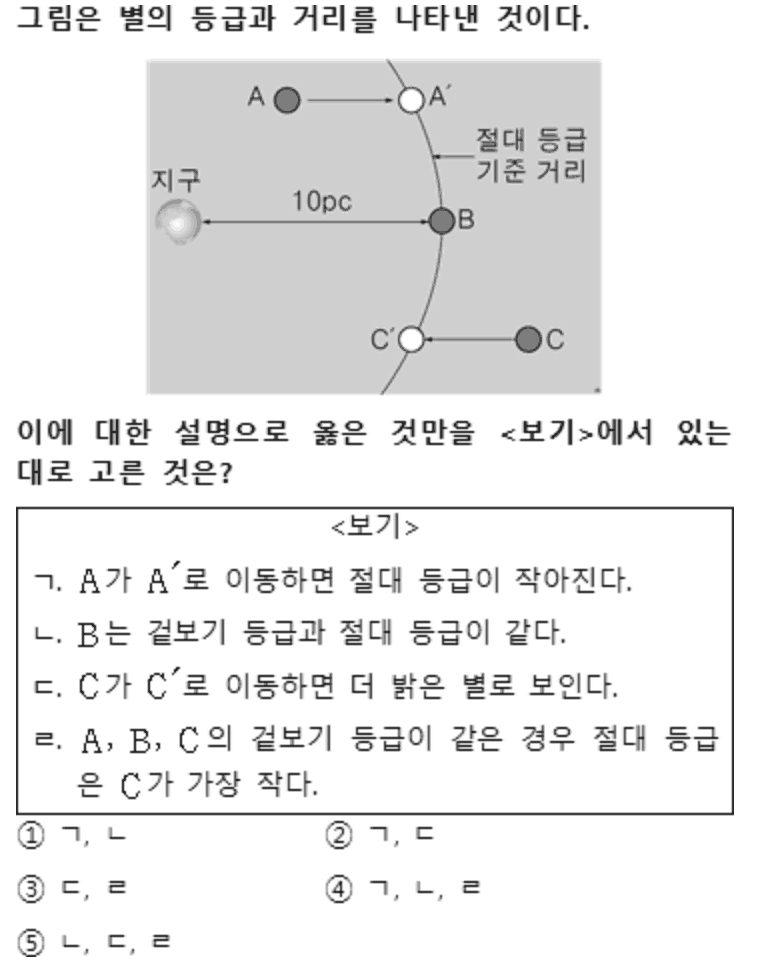 그림은 별의 등급과 거리를 나타낸 것이다.
A
A′
절대 등급
기준 거리
지구
10pc
B
C′
C
이에 대한 설명으로 옳은 것만을 <보기>에서 있는
대로 고른 것은?
<보기>
ㄱ. A가 A′로 이동하면 절대 등급이 작아진다.
ㄴ. B는 겉보기 등급과 절대 등급이 같다.
ㄷ. C가 C′로 이동하면 더 밝은 별로 보인다.
ㄹ. A, B, C의 겉보기 등급이 같은 경우 절대 등급
은 C가 가장 작다.
① ㄱ, ㄴ ② ㄱ, ㄷ
③ ㄷ, ㄹ ④ ㄱ, ㄴ, ㄹ
⑤ ㄴ, ㄷ, ㄹ